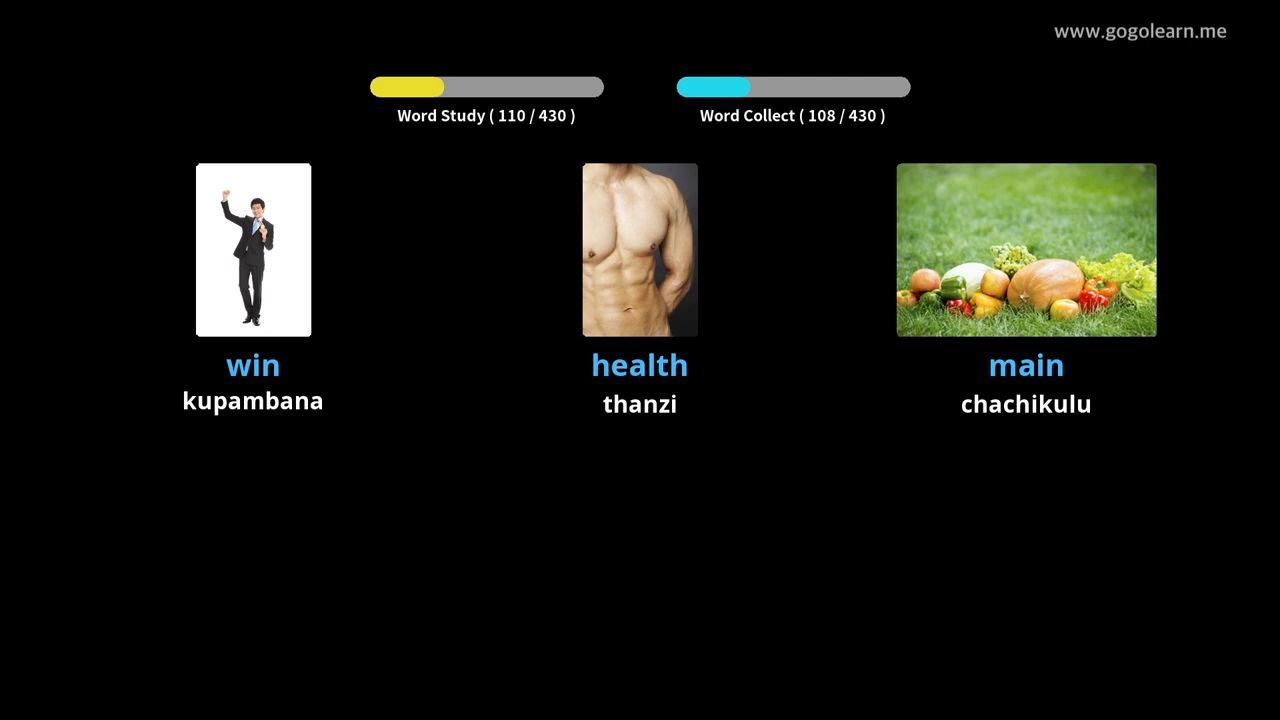 www.gogolearn.me
Word Study ( 110 / 430 )
Word Collect ( 108 / 430 )
win
kupambana
health
thanzi
main
chachikulu